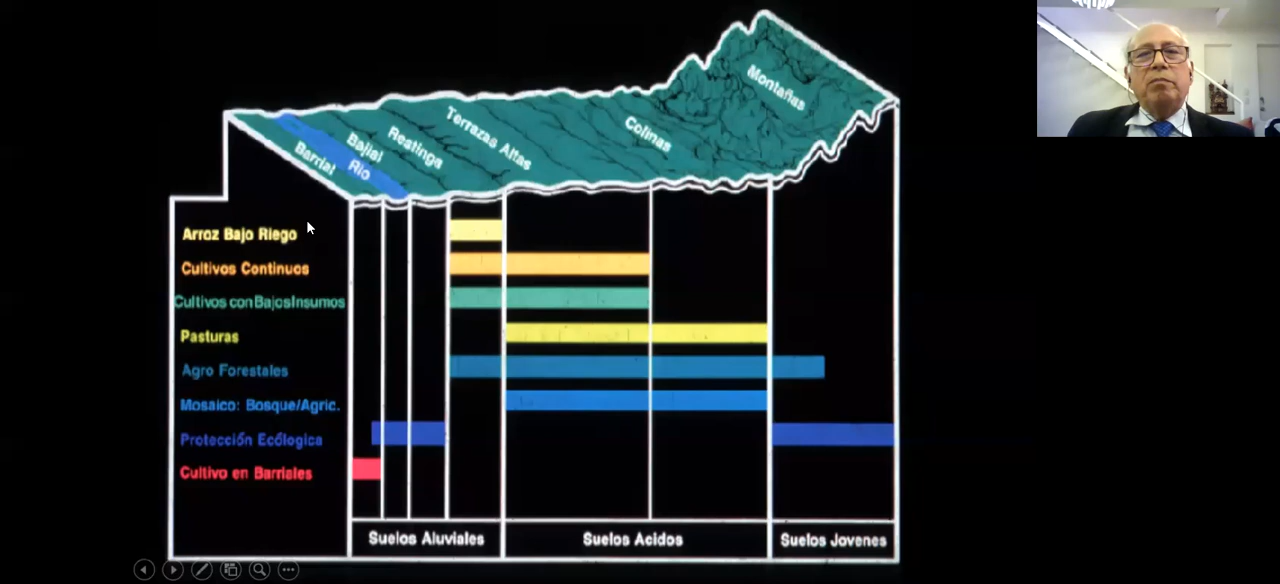 Montañas
Colinas
Terrazas Altas
Restinga
Bajial
Rio
Barrial
Arroz Bajo Riego
Cultivos Continuos
Cultivos con Bajos Insumos
Pasturas
Agro Forestales
Mosaico: Bosque/Agric.
Protección Ecólogica
Cultivo en Barriales
Suelos Aluviales
Suelos Acidos
Suelos Jovenes